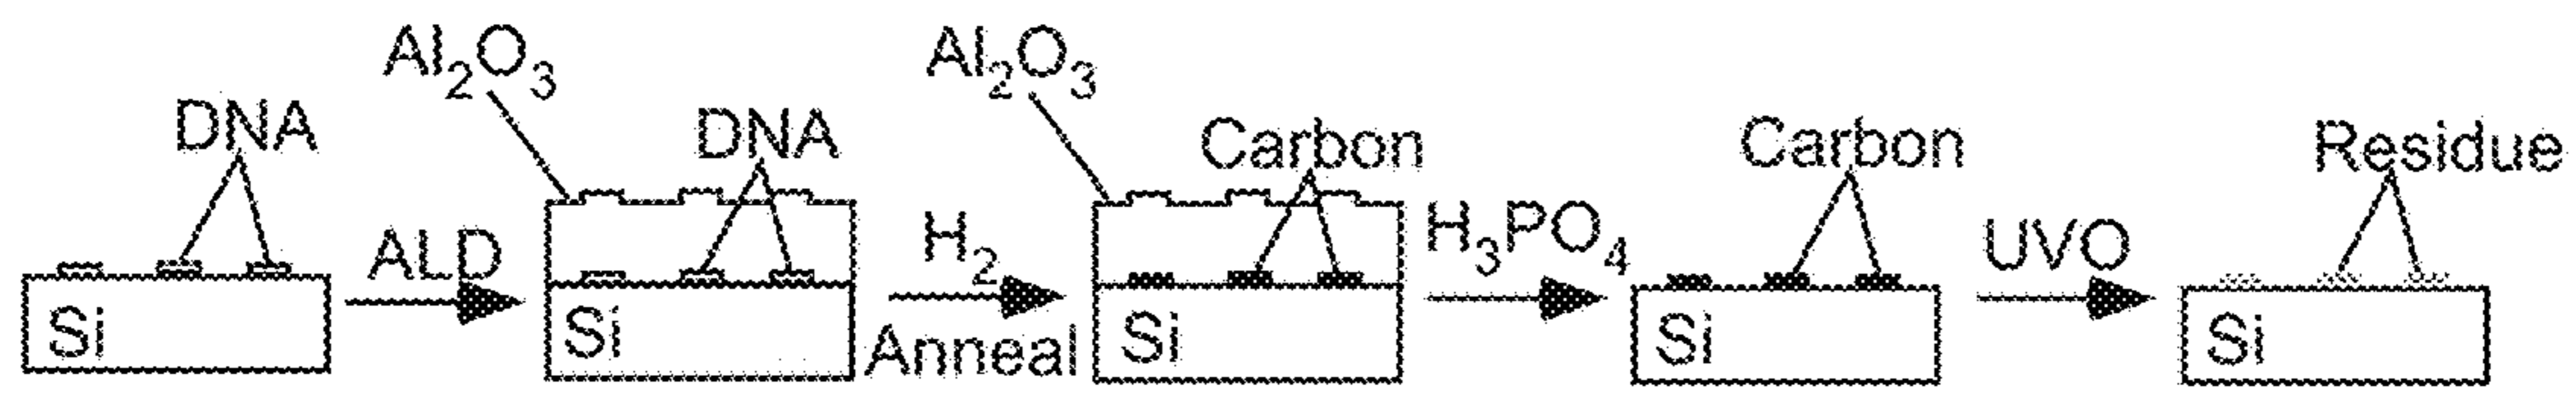 Al2O3
Al2O3
DNA
DNA
Carbon
Carbon
Residue
ALD
H2
Anneal
H3PO4
UVO
Si
Si
Si
Si
Si